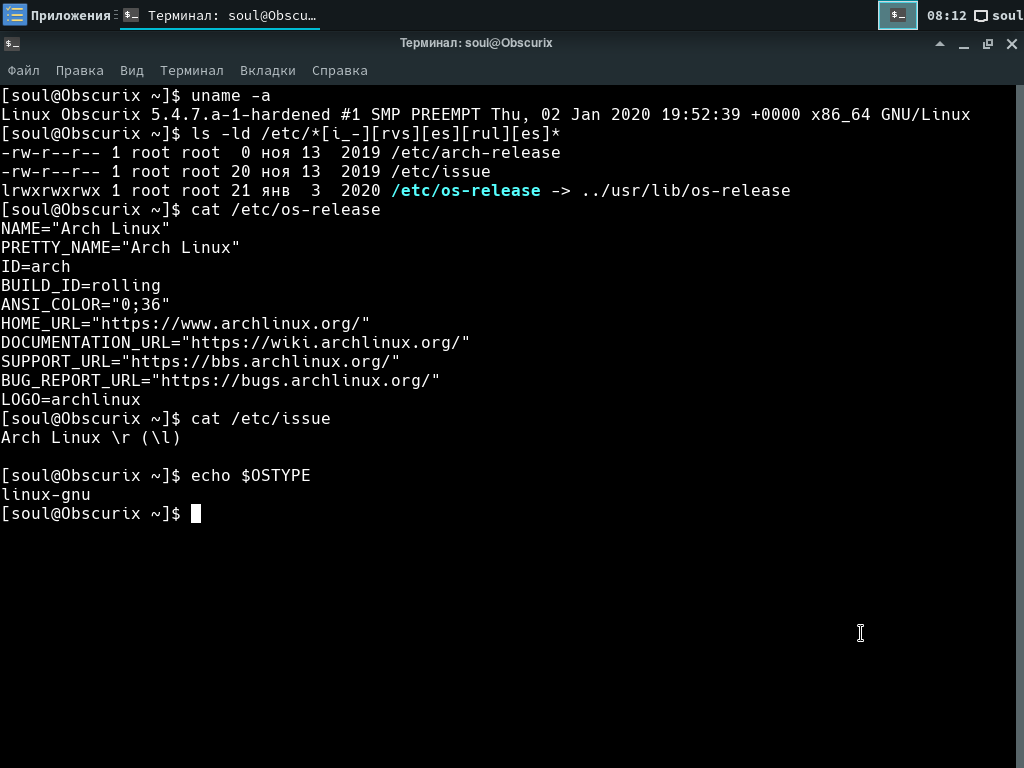 Приложения
Терминал: soul@Obscu…
08:12
soul
Терминал: soul@Obscurix
Файл Правка Вид Терминал Вкладки Справка
[soul@Obscurix ~]$ uname -a
Linux Obscurix 5.4.7.a-1-hardened #1 SMP PREEMPT Thu, 02 Jan 2020 19:52:39 +0000 x86_64 GNU/Linux
[soul@Obscurix ~]$ ls -ld /etc/*[i_-][rvs][es][rul][es]*
-rw-r--r-- 1 root root  0 ноя 13  2019 /etc/arch-release
-rw-r--r-- 1 root root 20 ноя 13  2019 /etc/issue
lrwxrwxrwx 1 root root 21 янв  3  2020 /etc/os-release -> ../usr/lib/os-release
[soul@Obscurix ~]$ cat /etc/os-release
NAME="Arch Linux"
PRETTY_NAME="Arch Linux"
ID=arch
BUILD_ID=rolling
ANSI_COLOR="0;36"
HOME_URL="https://www.archlinux.org/"
DOCUMENTATION_URL="https://wiki.archlinux.org/"
SUPPORT_URL="https://bbs.archlinux.org/"
BUG_REPORT_URL="https://bugs.archlinux.org/"
LOGO=archlinux
[soul@Obscurix ~]$ cat /etc/issue
Arch Linux \r (\l)
[soul@Obscurix ~]$ echo $OSTYPE
linux-gnu
[soul@Obscurix ~]$